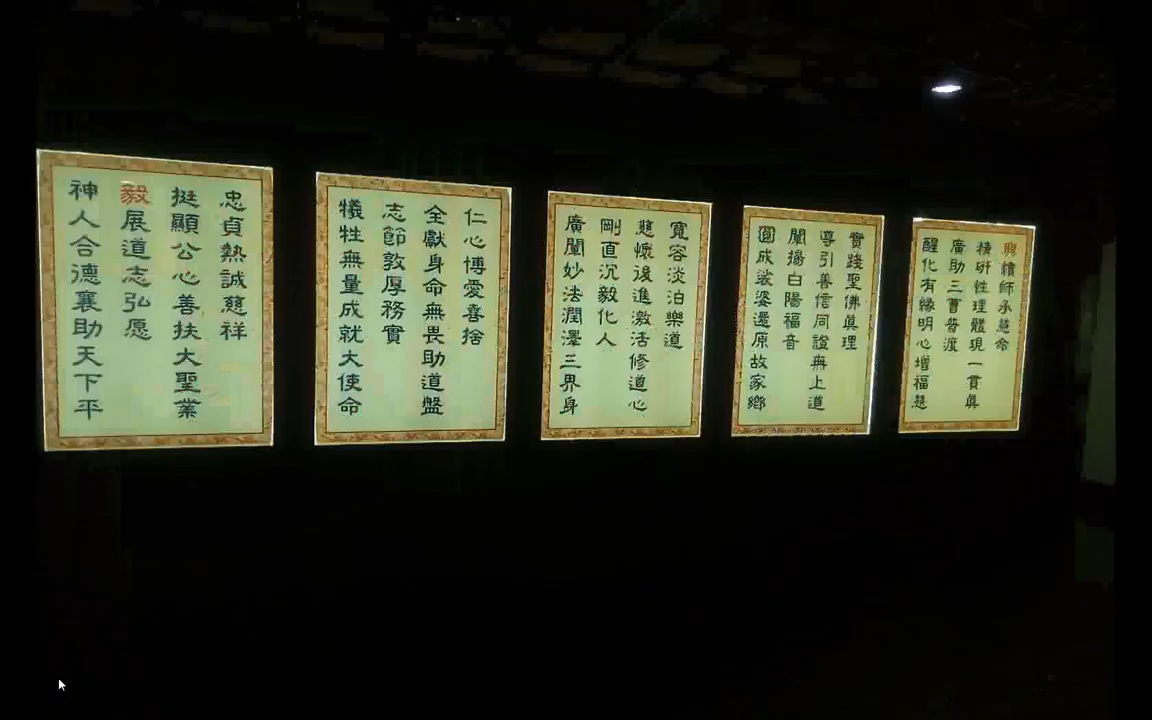 興續師承慧命
精研性理體現一貫眞
廣助三曹普渡
醒化有緣明心增福慧
實踐聖佛眞理
導引善信同證無上道
闡揚白陽福音
圓成裟婆還原故家鄉
寬容淡泊樂道
慈懷後進激活修道心
剛直沉毅化人
廣闡妙法潤澤三界身
仁心博愛喜捨
全獻身命無畏助道盤
志節敦厚務實
犧牲無量成就大使命
忠貞熱誠慈祥
挺顯公心善扶大聖業
毅展道志弘愿
神人合德襄助天下平